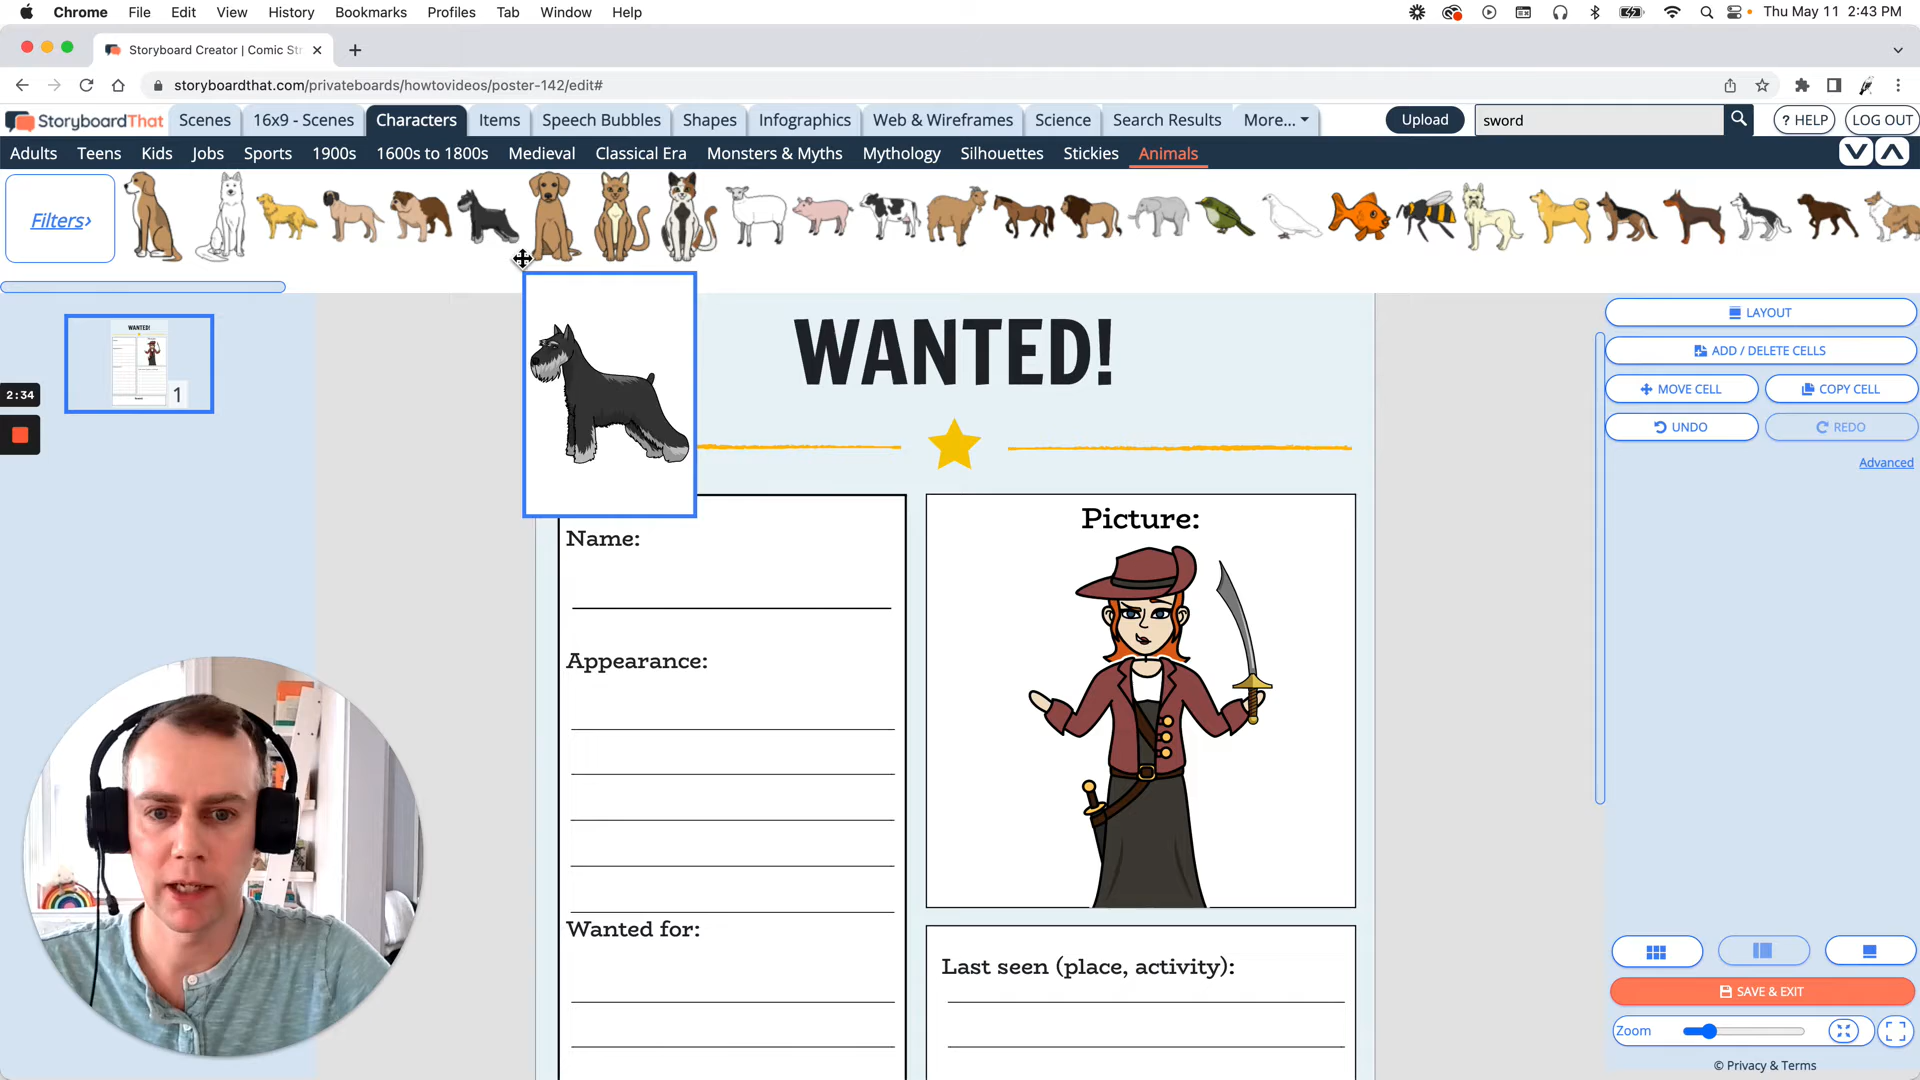 Chrome File Edit View History Bookmarks Profiles Tab Window Help Thu May 11 2:43 PM
Storyboard Creator | Comic Str
storyboardthat.com/privateboards/howtovideos/poster-142/edit#
StoryboardThat Scenes 16x9 - Scenes Characters Items Speech Bubbles Shapes Infographics Web & Wireframes Science Search Results More... Upload sword ? HELP LOG OUT
Adults Teens Kids Jobs Sports 1900s 1600s to 1800s Medieval Classical Era Monsters & Myths Mythology Silhouettes Stickies Animals
Filters›
LAYOUT
ADD / DELETE CELLS
MOVE CELL COPY CELL
UNDO REDO
Advanced
WANTED!
1
2:34
WANTED!
Name:
Appearance:
Wanted for:
Picture:
Last seen (place, activity):
SAVE & EXIT
Zoom
© Privacy & Terms